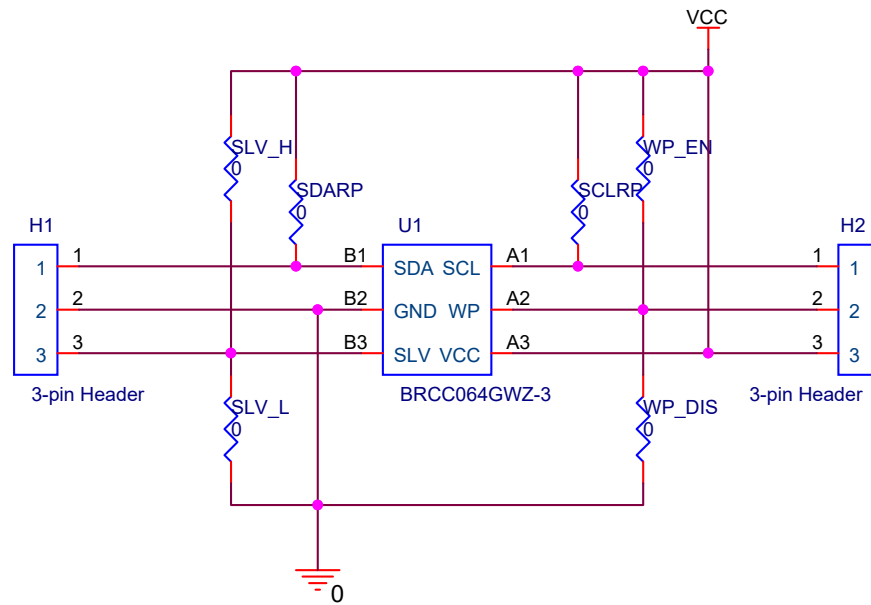 VCC
SLV_H
0
WP_EN
0
SDARP
0
SCLRP
0
H1
U1
H2
1
1
B1
SDA SCL
A1
1
1
2
2
B2
GND WP
A2
2
2
3
3
B3
SLV VCC
A3
3
3
3-pin Header
BRCC064GWZ-3
3-pin Header
SLV_L
0
WP_DIS
0
0